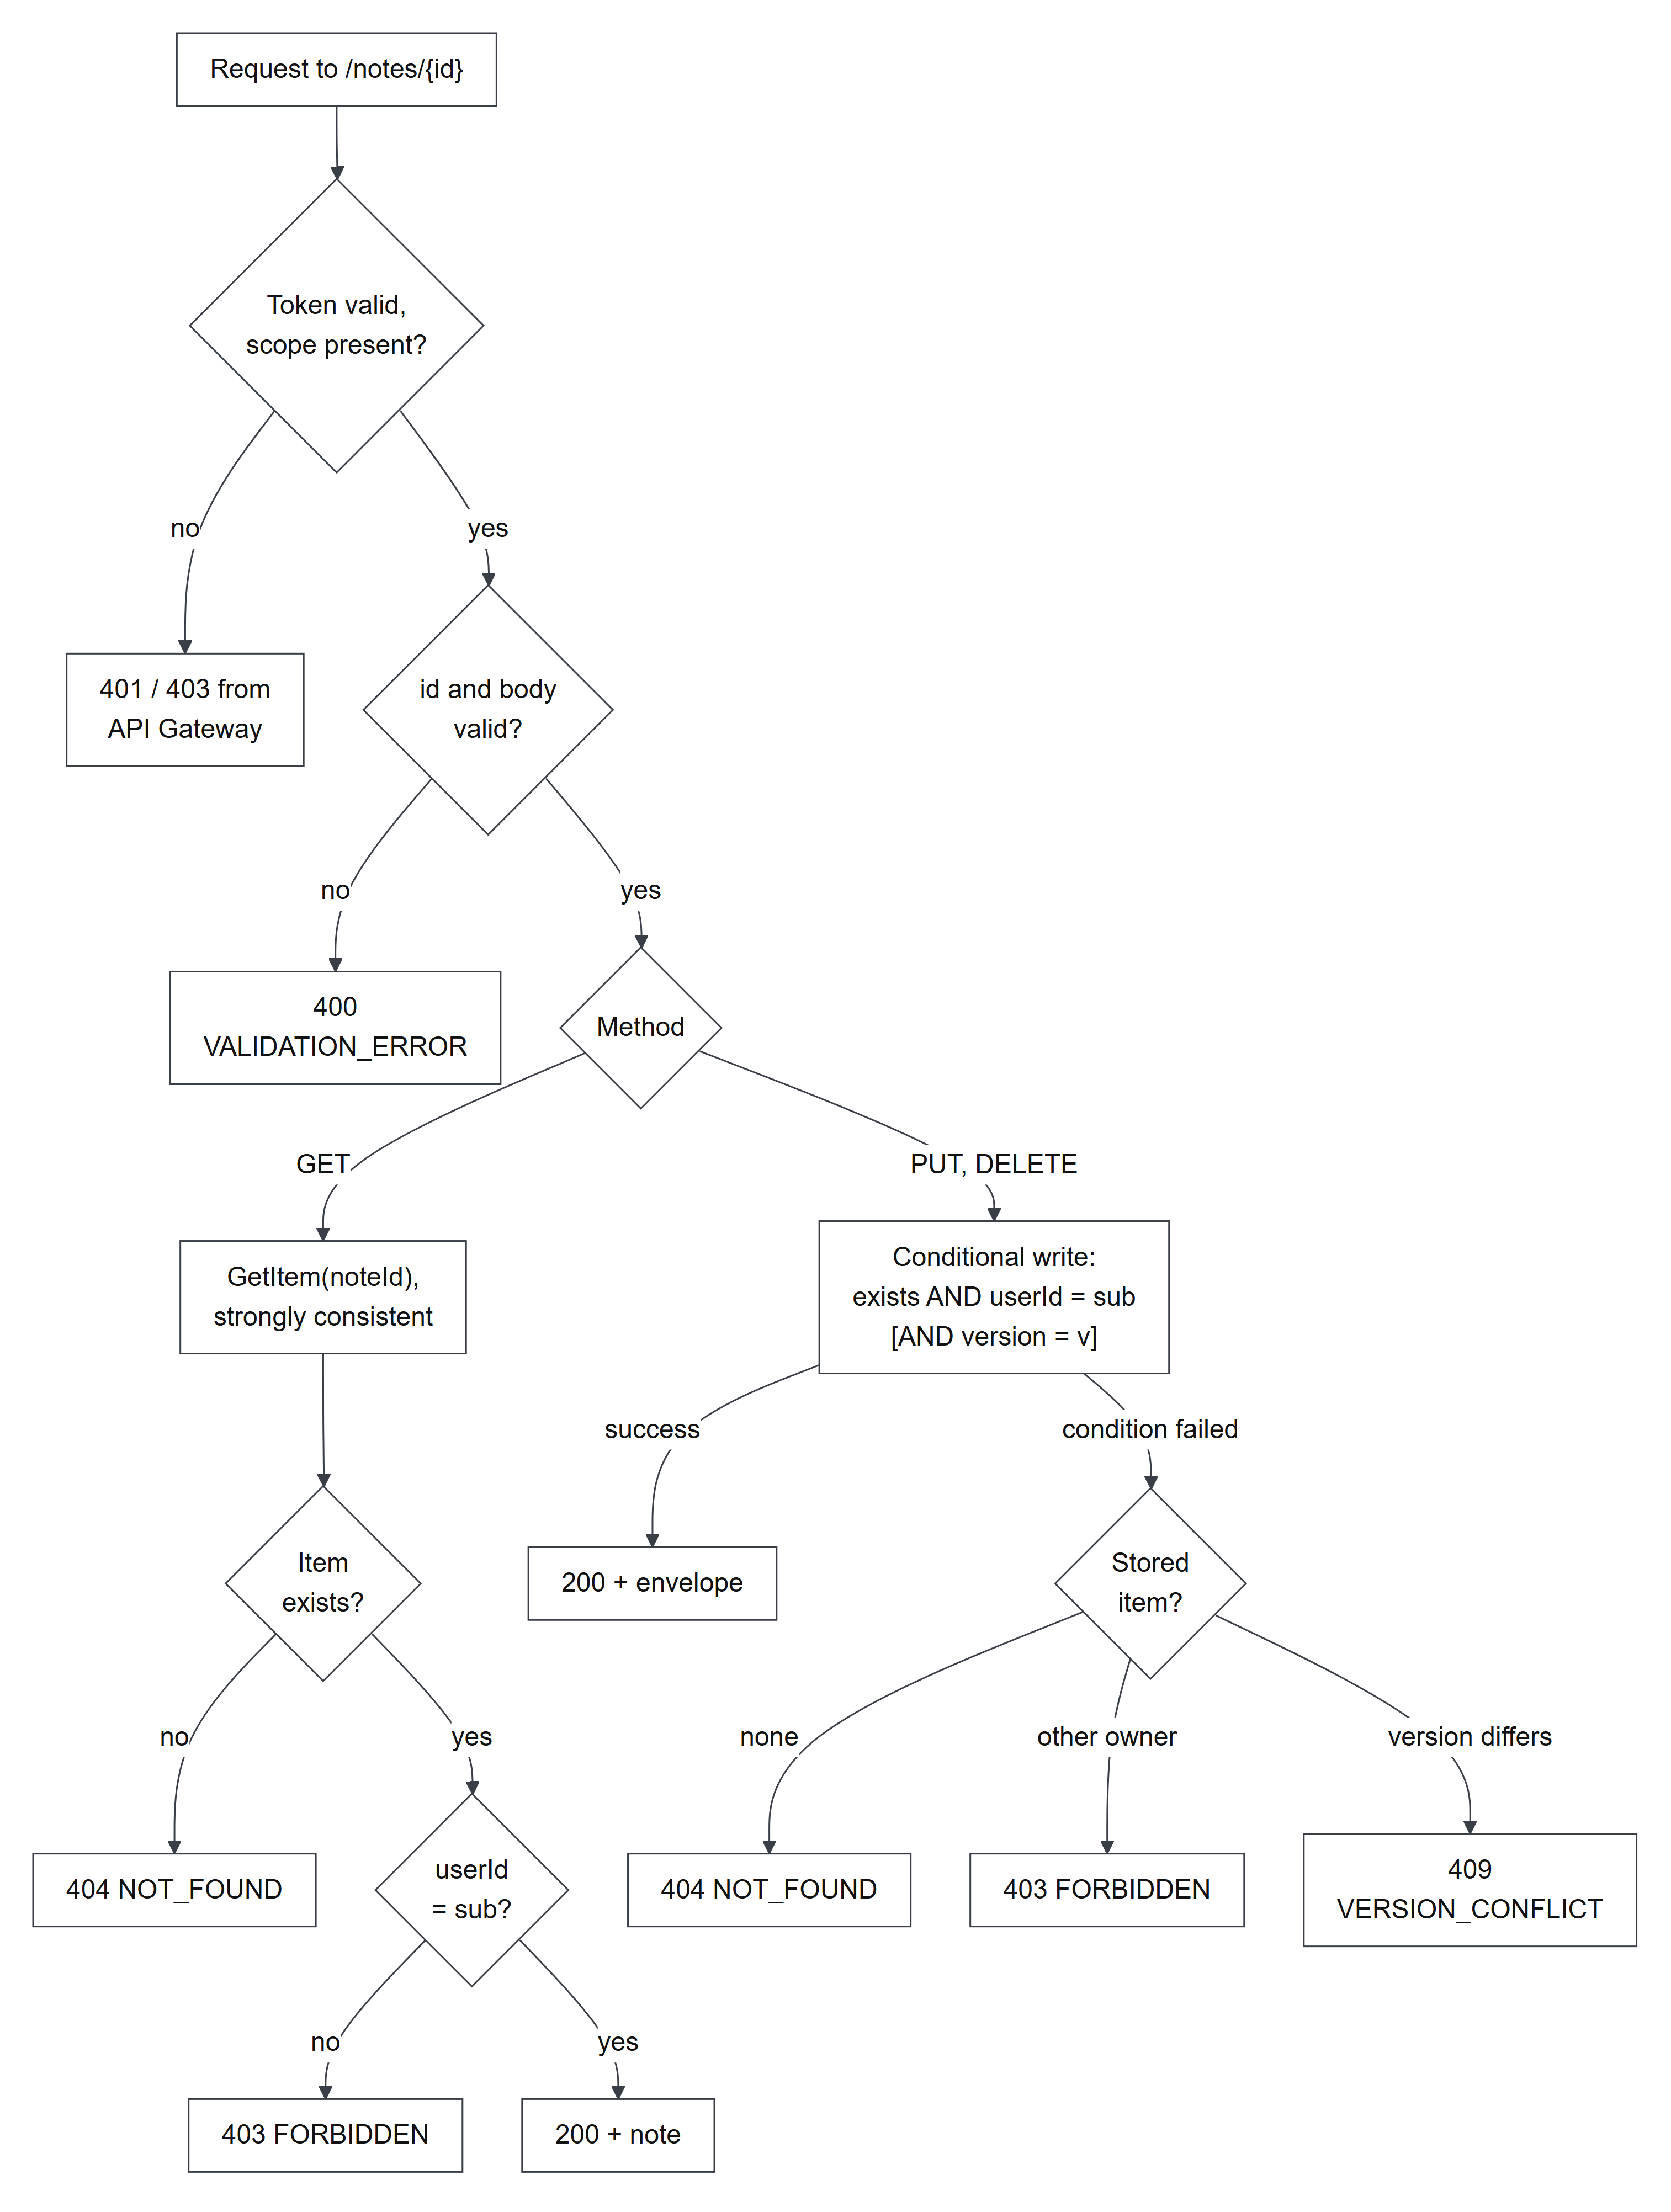 Request to /notes/{id}
Token valid,
scope present?
no
yes
401 / 403 from
API Gateway
id and body
valid?
no
yes
400
VALIDATION_ERROR
Method
GET
PUT, DELETE
GetItem(noteId),
strongly consistent
Conditional write:
exists AND userId = sub
[AND version = v]
success
condition failed
Item
exists?
200 + envelope
Stored
item?
no
yes
none
other owner
version differs
404 NOT_FOUND
userId
= sub?
404 NOT_FOUND
403 FORBIDDEN
409
VERSION_CONFLICT
no
yes
403 FORBIDDEN
200 + note